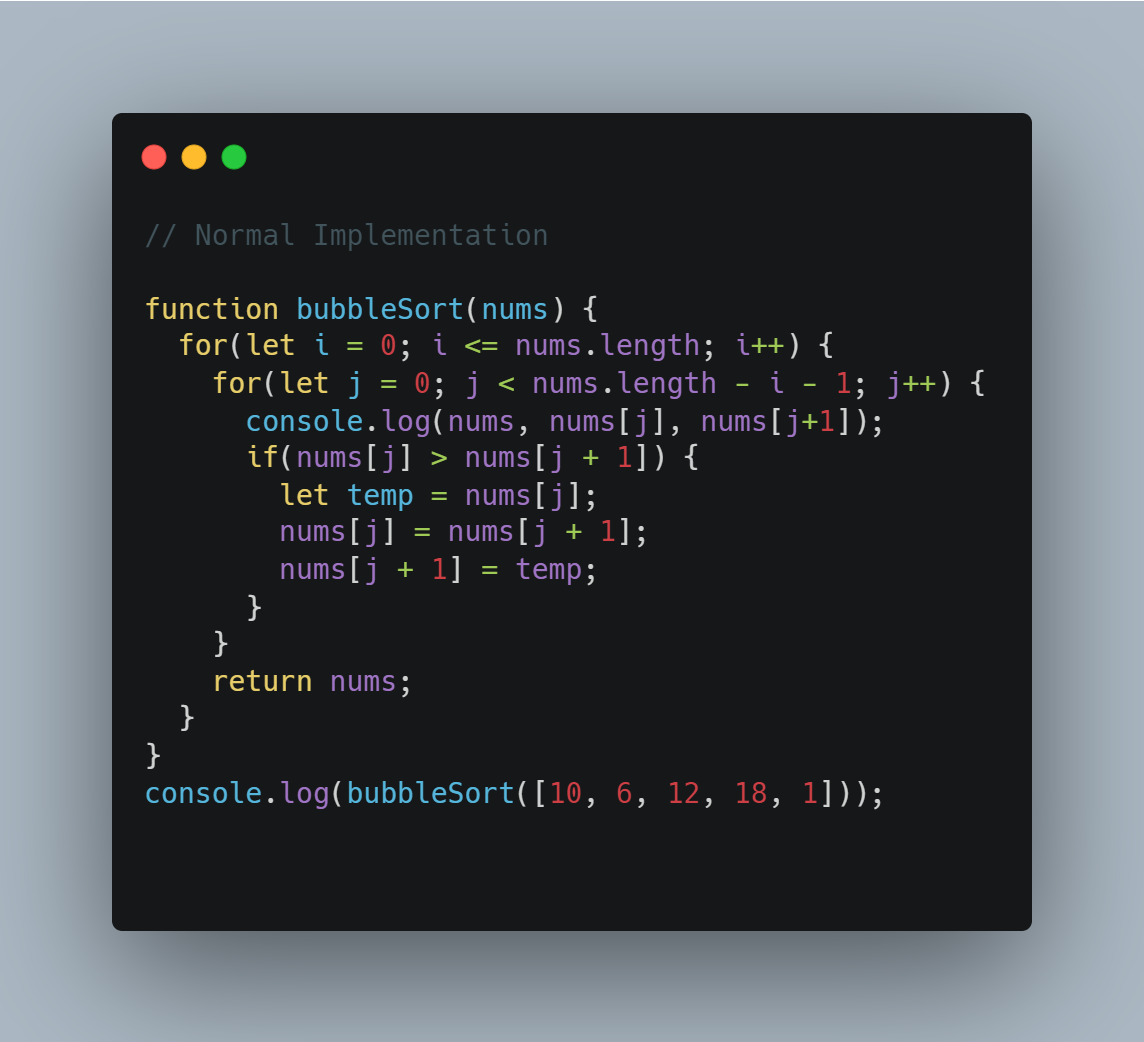 // Normal Implementation
function bubbleSort(nums) {
  for(let i = 0; i <= nums.length; i++) {
    for(let j = 0; j < nums.length - i - 1; j++) {
      console.log(nums, nums[j], nums[j+1]);
      if(nums[j] > nums[j + 1]) {
        let temp = nums[j];
        nums[j] = nums[j + 1];
        nums[j + 1] = temp;
      }
    }
    return nums;
  }
}
console.log(bubbleSort([10, 6, 12, 18, 1]));